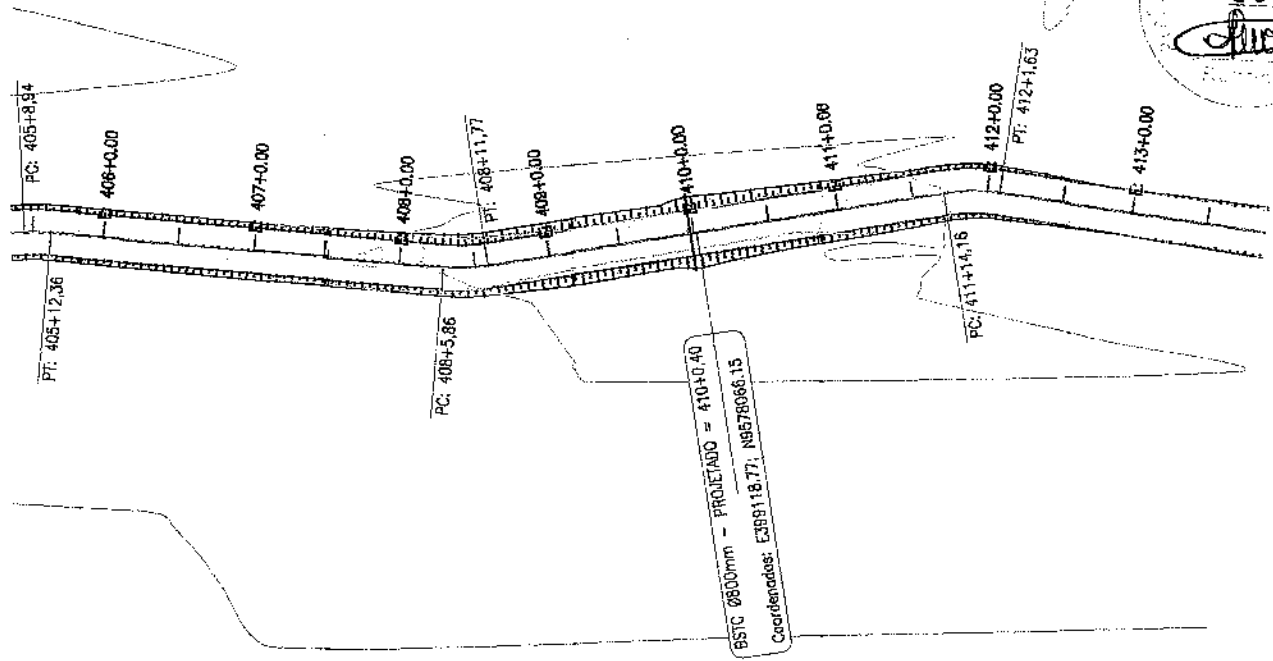 PC: 405+8,94
PT: 405+12,36
406+0.00
407+0.00
408+0.00
PC: 408+5,86
PT: 408+11,77
409+0.00
410+0.00
BSTC Ø800mm - PROJETADO = 410+0,40
Coordenadas: E399118.77; N9578066.15
411+0.00
PC: 411+14,16
412+0.00
PT: 412+1,63
413+0.00